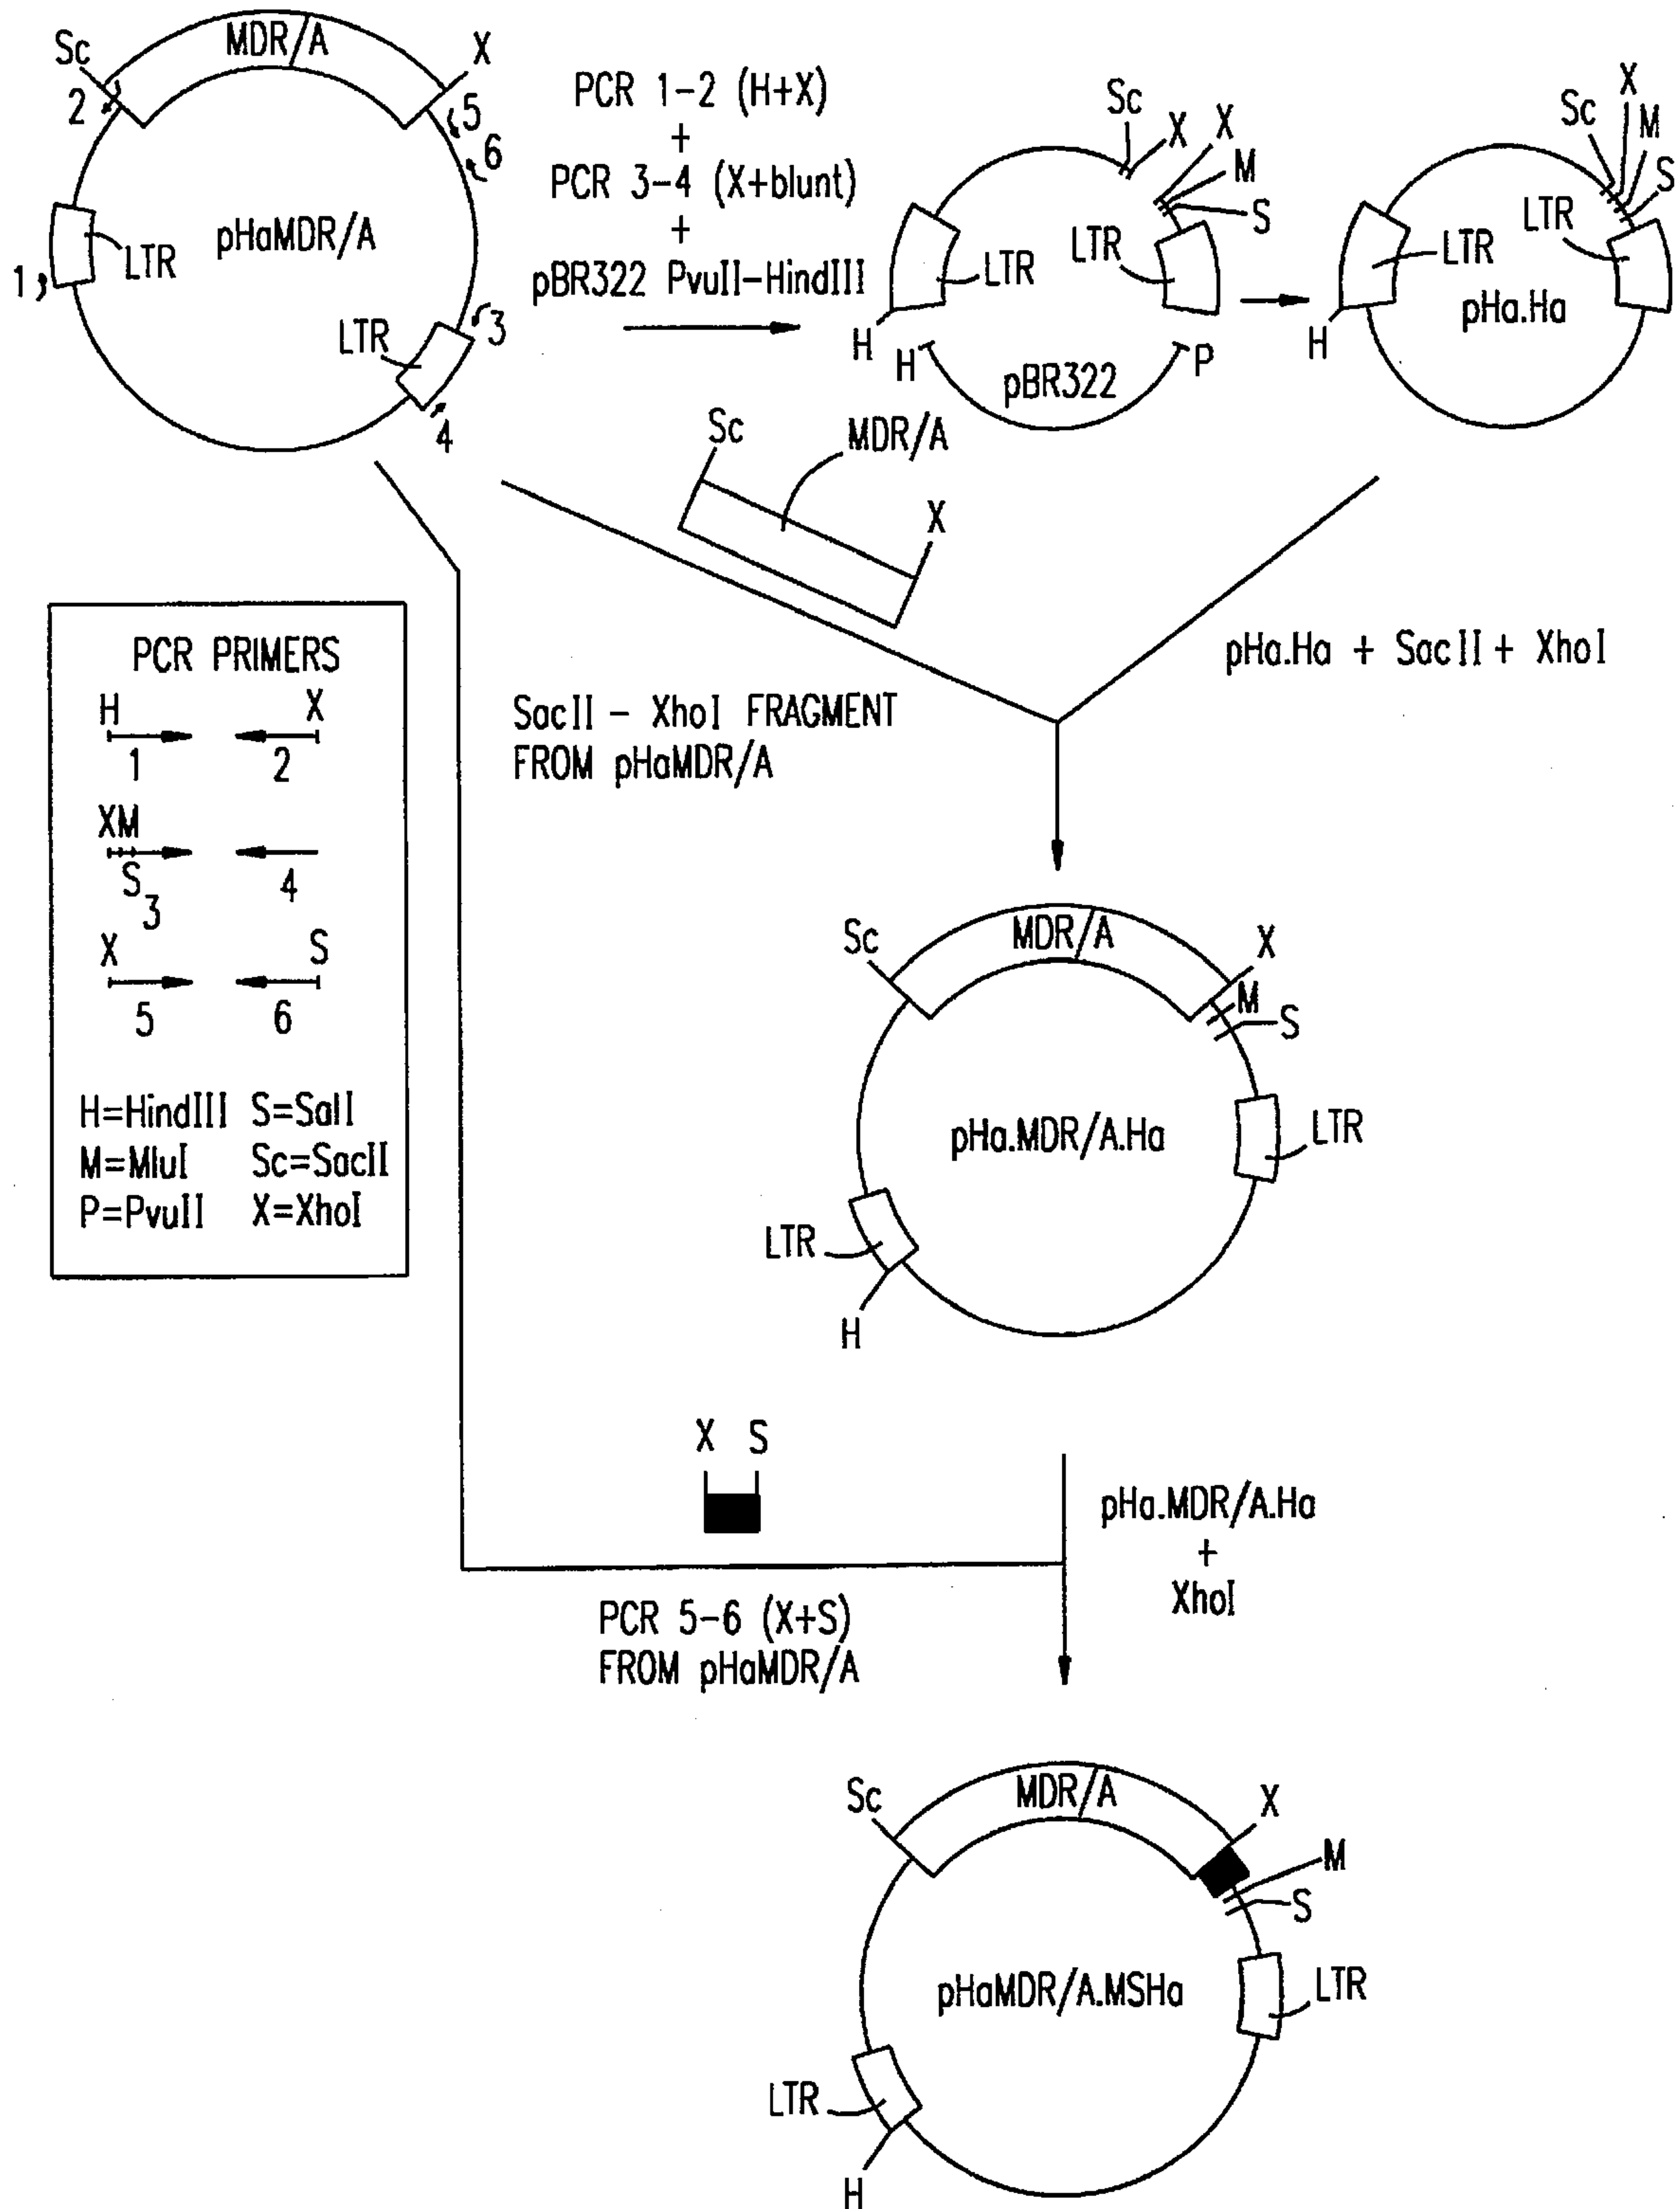 MDR/A
Sc
X
2
5
6
pHaMDR/A
LTR
1
LTR
3
4
PCR 1-2 (H+X)
+
PCR 3-4 (X+blunt)
+
pBR322 PvuII-HindIII
Sc
X
X
M
S
LTR
LTR
H
H
P
pBR322
Sc
X
M
S
LTR
LTR
pHa.Ha
H
Sc
MDR/A
X
SacII - XhoI FRAGMENT
FROM pHaMDR/A
pHa.Ha + SacII + XhoI
PCR PRIMERS
H X
1 2
XM
S
3 4
X S
5 6
H=HindIII S=SalI
M=MluI Sc=SacII
P=PvuII X=XhoI
MDR/A
Sc
X
M
S
pHa.MDR/A.Ha
LTR
LTR
H
X S
PCR 5-6 (X+S)
FROM pHaMDR/A
pHa.MDR/A.Ha
+
XhoI
MDR/A
Sc
X
M
S
pHaMDR/A.MSHa
LTR
LTR
H